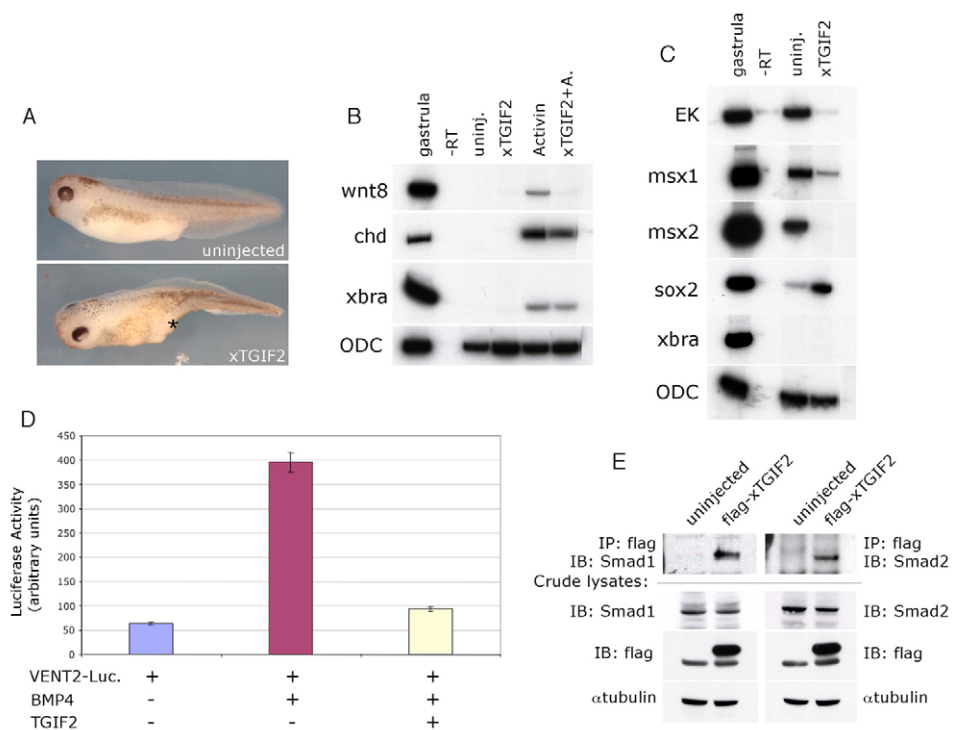 A
uninjected
xTGIF2
*
B
gastrula
-RT
uninj.
xTGIF2
Activin
xTGIF2+A.
wnt8
chd
xbra
ODC
C
gastrula
-RT
uninj.
xTGIF2
EK
msx1
msx2
sox2
xbra
ODC
D
Luciferase Activity
(arbitrary units)
450
400
350
300
250
200
150
100
50
0
VENT2-Luc. + + +
BMP4 - + +
TGIF2 - - +
E
uninjected
flag-xTGIF2
uninjected
flag-xTGIF2
IP: flag
IB: Smad1
IP: flag
IB: Smad2
Crude lysates:
IB: Smad1
IB: Smad2
IB: flag
IB: flag
αtubulin
αtubulin